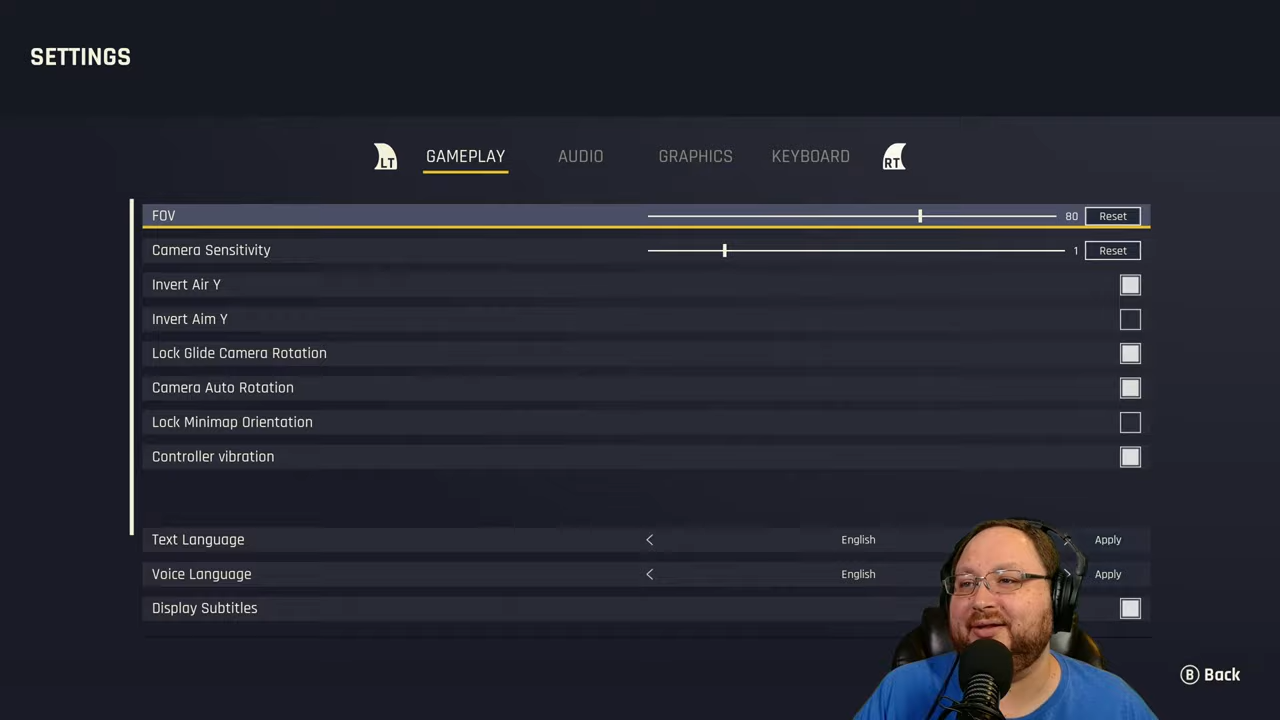 SETTINGS
LT GAMEPLAY AUDIO GRAPHICS KEYBOARD RT
FOV 80 Reset
Camera Sensitivity 1 Reset
Invert Air Y
Invert Aim Y
Lock Glide Camera Rotation
Camera Auto Rotation
Lock Minimap Orientation
Controller vibration
Text Language < English > Apply
Voice Language < English > Apply
Display Subtitles
B Back